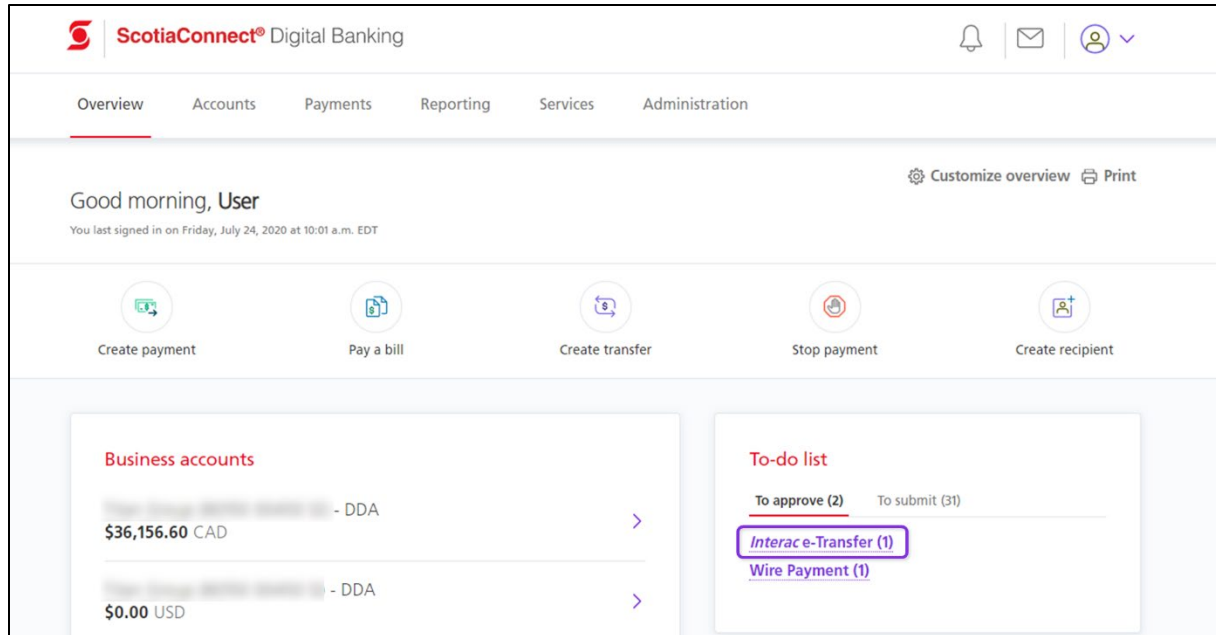 ScotiaConnect® Digital Banking
Overview Accounts Payments Reporting Services Administration
Customize overview Print
Good morning, User
You last signed in on Friday, July 24, 2020 at 10:01 a.m. EDT
Create payment Pay a bill Create transfer Stop payment Create recipient
Business accounts
- DDA
$36,156.60 CAD
- DDA
$0.00 USD
To-do list
To approve (2) To submit (31)
Interac e-Transfer (1)
Wire Payment (1)